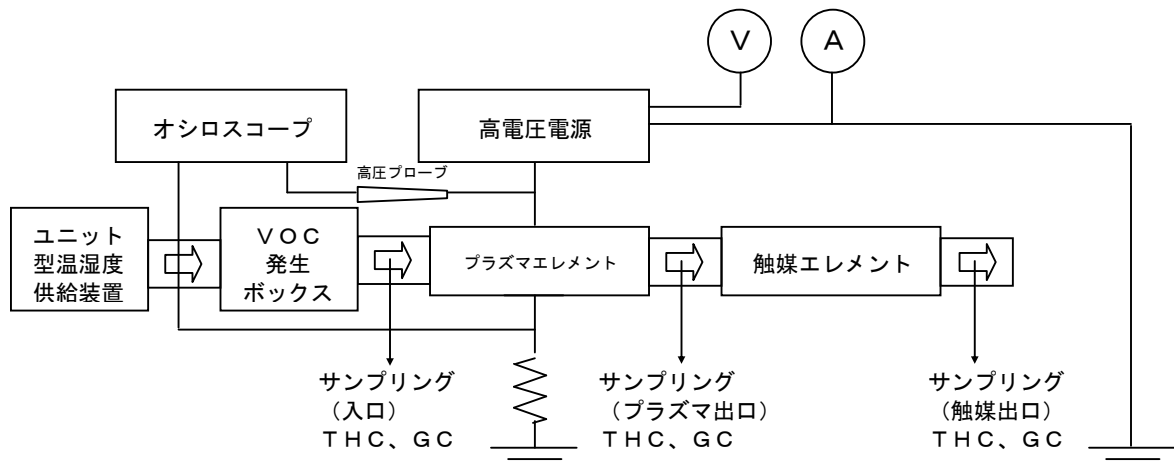 Ｖ
Ａ
オシロスコープ
高電圧電源
高圧プローブ
ユニット
型温湿度
供給装置
ＶＯＣ
発生
ボックス
プラズマエレメント
触媒エレメント
サンプリング
（入口）
ＴＨＣ、ＧＣ
サンプリング
（プラズマ出口）
ＴＨＣ、ＧＣ
サンプリング
（触媒出口）
ＴＨＣ、ＧＣ